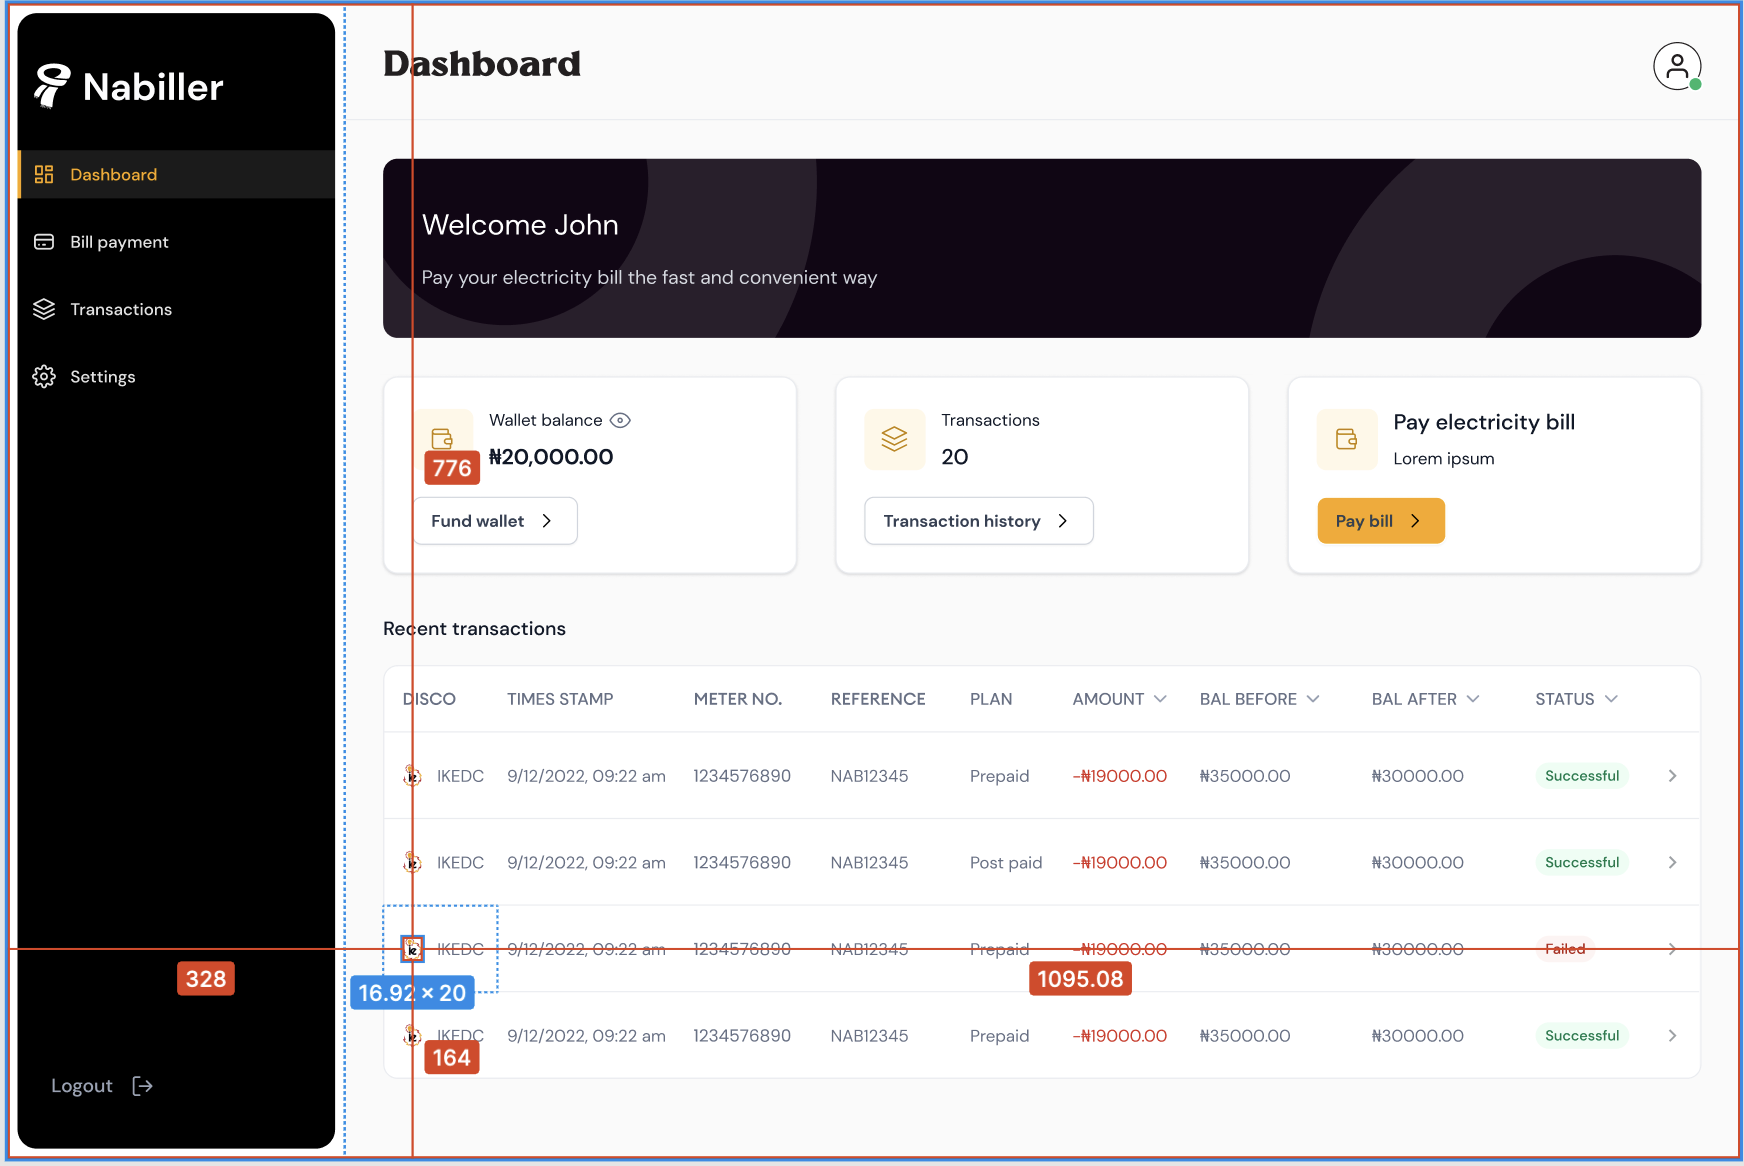 Nabiller
Dashboard
Bill payment
Transactions
Settings
Logout
Dashboard
Welcome John
Pay your electricity bill the fast and convenient way
Wallet balance
₦20,000.00
776
Fund wallet
Transactions
20
Transaction history
Pay electricity bill
Lorem ipsum
Pay bill
Recent transactions
DISCO TIMES STAMP METER NO. REFERENCE PLAN AMOUNT BAL BEFORE BAL AFTER STATUS
IKEDC 9/12/2022, 09:22 am 1234576890 NAB12345 Prepaid -₦19000.00 ₦35000.00 ₦30000.00 Successful
IKEDC 9/12/2022, 09:22 am 1234576890 NAB12345 Post paid -₦19000.00 ₦35000.00 ₦30000.00 Successful
IKEDC 9/12/2022, 09:22 am 1234576890 NAB12345 Prepaid -₦19000.00 ₦35000.00 ₦30000.00 Failed
328 16.92 × 20 1095.08
IKEDC 9/12/2022, 09:22 am 1234576890 NAB12345 Prepaid -₦19000.00 ₦35000.00 ₦30000.00 Successful
164